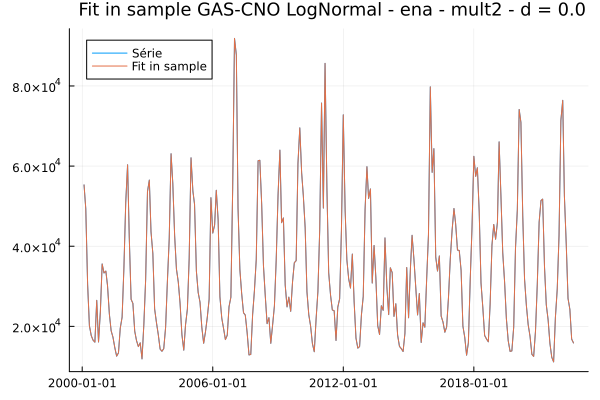 Fit in sample GAS-CNO LogNormal - ena - mult2 - d = 0.0
Série
Fit in sample
8.0×10⁴
6.0×10⁴
4.0×10⁴
2.0×10⁴
2000-01-01 2006-01-01 2012-01-01 2018-01-01